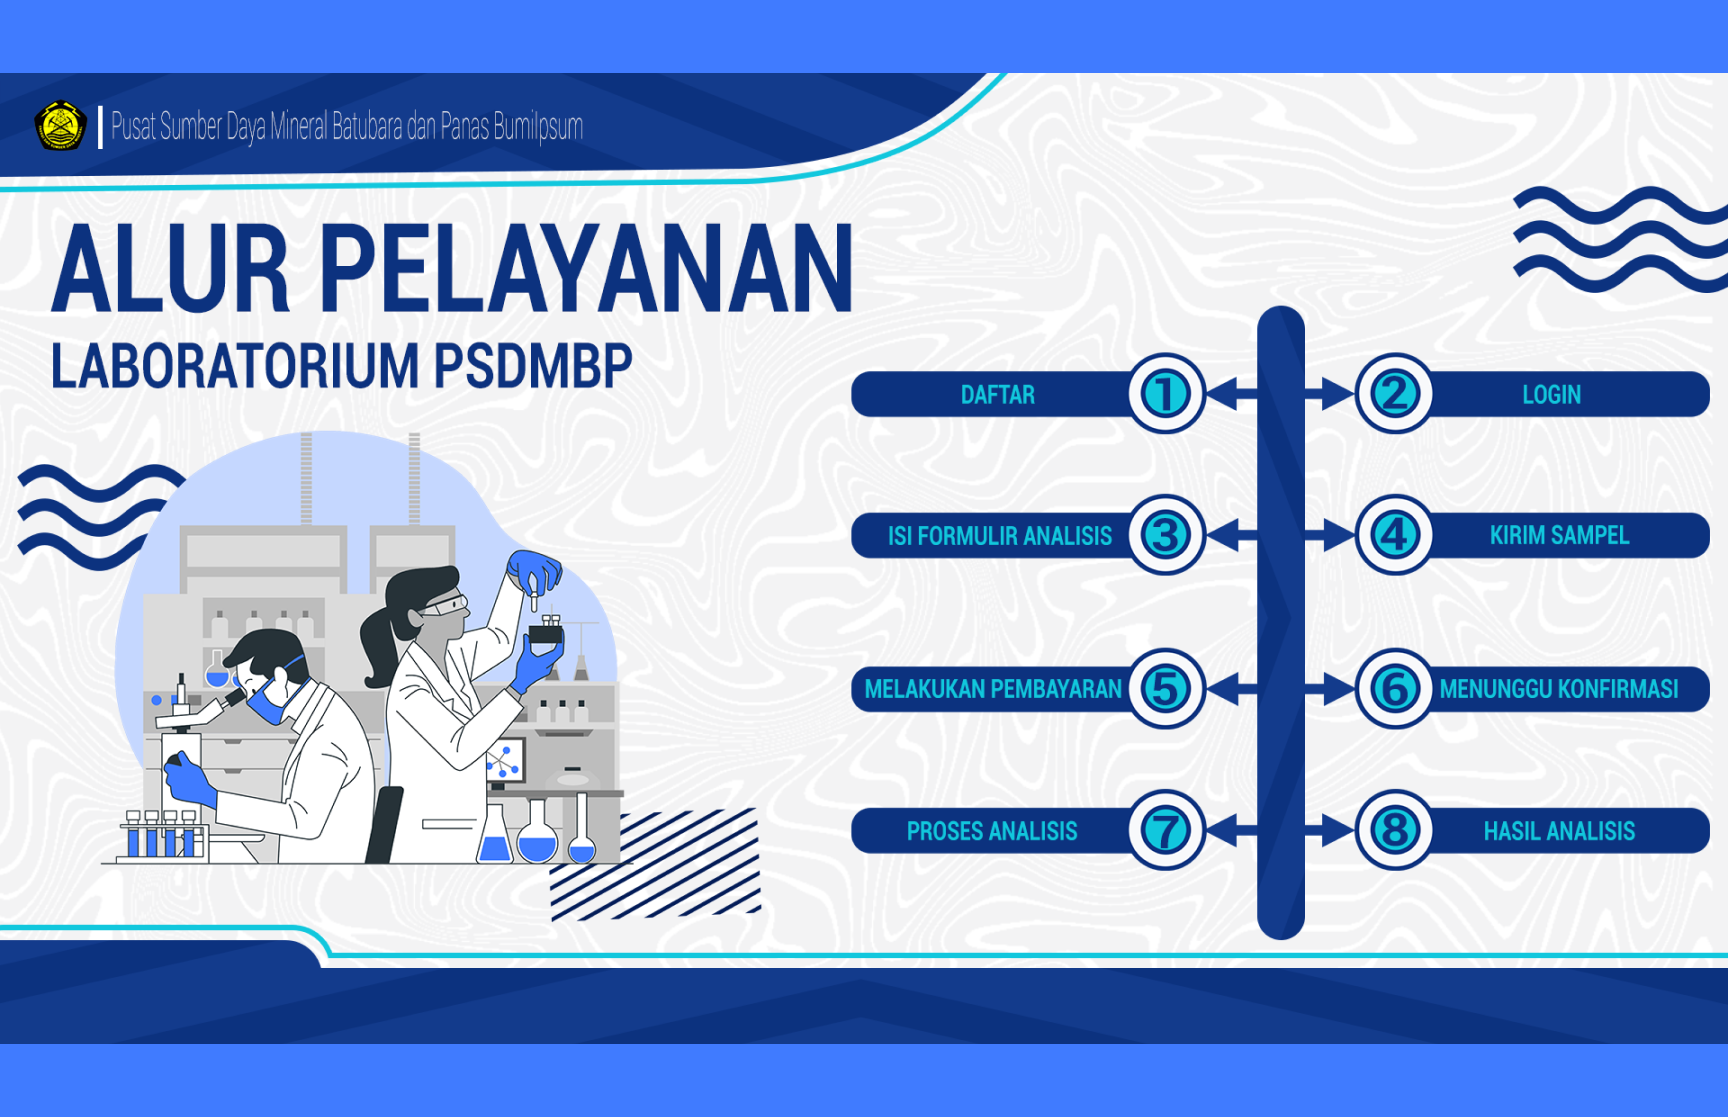 Pusat Sumber Daya Mineral Batubara dan Panas Bumilpsum
ALUR PELAYANAN
LABORATORIUM PSDMBP
DAFTAR 1
2 LOGIN
ISI FORMULIR ANALISIS 3
4 KIRIM SAMPEL
MELAKUKAN PEMBAYARAN 5
6 MENUNGGU KONFIRMASI
PROSES ANALISIS 7
8 HASIL ANALISIS